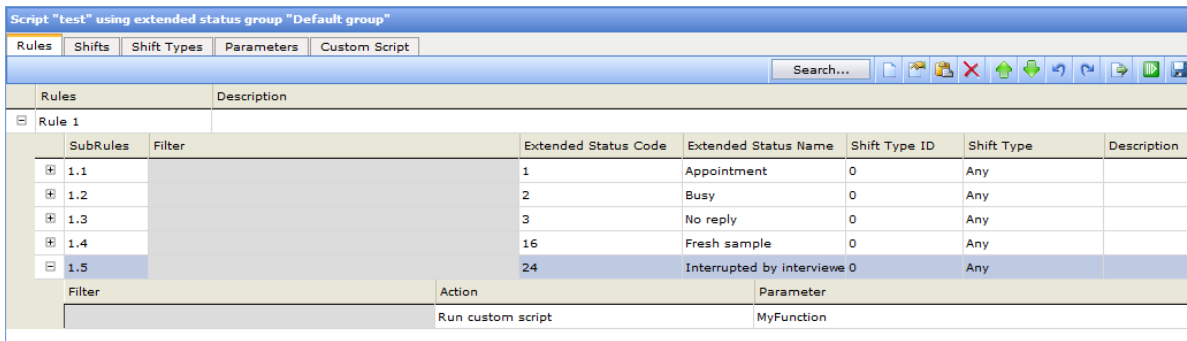 Script "test" using extended status group "Default group"
Rules Shifts Shift Types Parameters Custom Script
Search...
Rules Description
Rule 1
SubRules Filter Extended Status Code Extended Status Name Shift Type ID Shift Type Description
1.1 1 Appointment 0 Any
1.2 2 Busy 0 Any
1.3 3 No reply 0 Any
1.4 16 Fresh sample 0 Any
1.5 24 Interrupted by interviewe 0 Any
Filter Action Parameter
Run custom script MyFunction